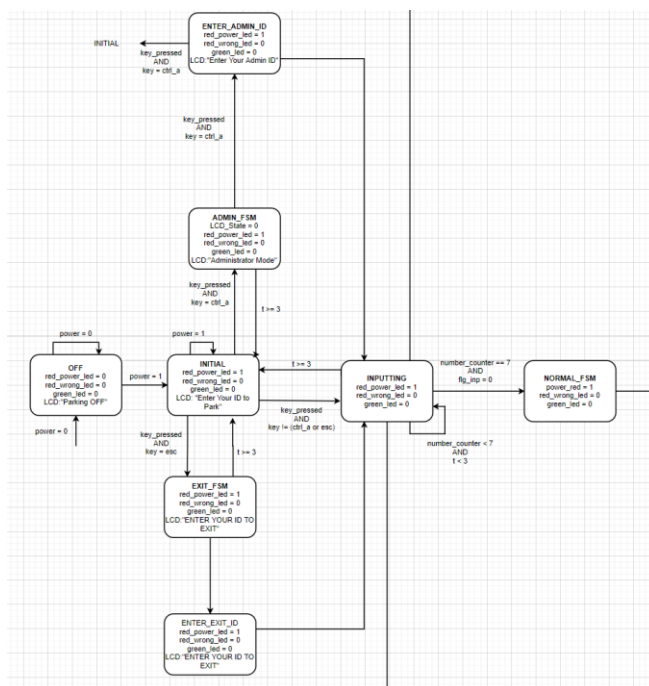 ENTER_ADMIN_ID
red_power_led = 1
red_wrong_led = 0
green_led = 0
LCD:"Enter Your Admin ID"
INITIAL
key_pressed
AND
key = ctrl_a
key_pressed
AND
key = ctrl_a
ADMIN_FSM
LCD_State = 0
red_power_led = 1
red_wrong_led = 0
green_led = 0
LCD:"Administrator Mode"
key_pressed
AND
key = ctrl_a
t >= 3
power = 0
power = 1
OFF
red_power_led = 0
red_wrong_led = 0
green_led = 0
LCD:"Parking OFF"
power = 1
power = 0
INITIAL
red_power_led = 1
red_wrong_led = 0
green_led = 0
LCD: "Enter Your ID to
Park"
t >= 3
key_pressed
AND
key != (ctrl_a or esc)
INPUTTING
red_power_led = 1
red_wrong_led = 0
green_led = 0
number_counter == 7
AND
flg_inp = 0
NORMAL_FSM
power_red = 1
red_wrong_led = 0
green_led = 0
number_counter < 7
AND
t < 3
key_pressed
AND
key = esc
t >= 3
EXIT_FSM
red_power_led = 1
red_wrong_led = 0
green_led = 0
LCD:"ENTER YOUR ID TO
EXIT"
ENTER_EXIT_ID
red_power_led = 1
red_wrong_led = 0
green_led = 0
LCD:"ENTER YOUR ID TO
EXIT"